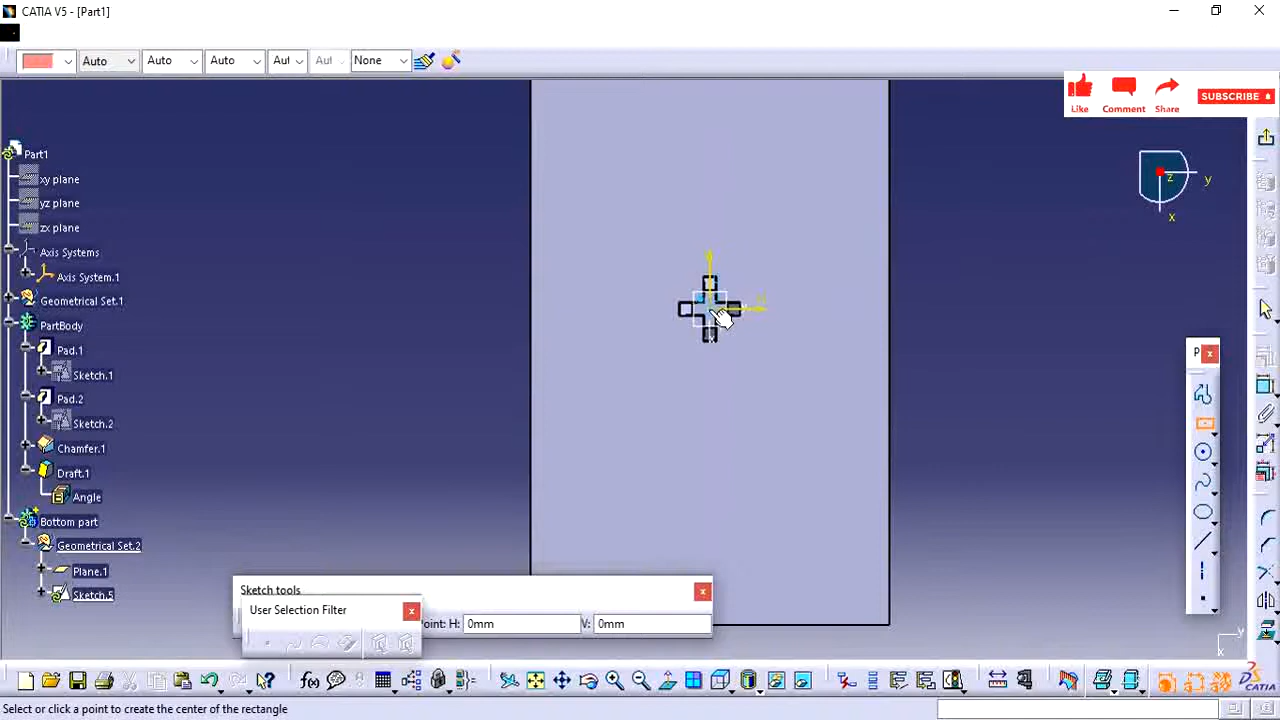 CATIA V5 - [Part1]
Auto
Auto
Auto
Aut
Aut
None
Like
Comment
Share
SUBSCRIBE
Part1
xy plane
yz plane
zx plane
Axis Systems
Axis System.1
Geometrical Set.1
PartBody
Pad.1
Sketch.1
Pad.2
Sketch.2
Chamfer.1
Draft.1
Angle
Bottom part
Geometrical Set.2
Plane.1
Sketch.5
z
y
x
P
Sketch tools
User Selection Filter
oint: H: 0mm V: 0mm
y
x
f(x)
CATIA
Select or click a point to create the center of the rectangle